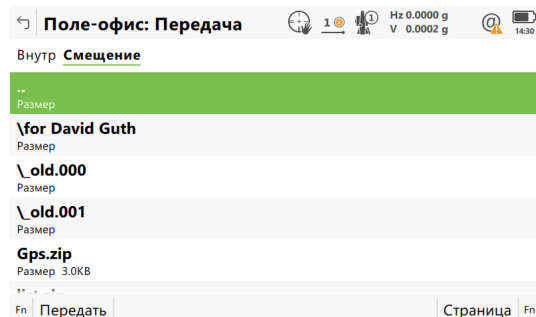 Поле-офис: Передача 1 1 Hz 0.0000 g
V 0.0002 g
14:30
Внутр Смещение
..
Размер
\for David Guth
Размер
\_old.000
Размер
\_old.001
Размер
Gps.zip
Размер 3.0KB
Fn Передать Страница Fn